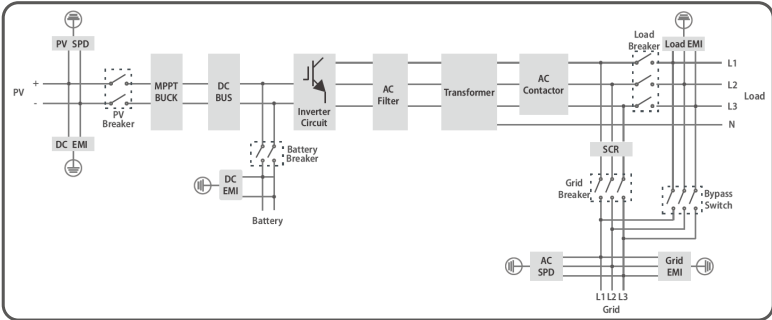 PV SPD
Load
Breaker
Load EMI
L1
PV
+
-
MPPT
BUCK
DC
BUS
Inverter
Circuit
AC
Filter
Transformer
AC
Contactor
L2
L3
Load
N
PV
Breaker
DC EMI
Battery
Breaker
DC
EMI
Battery
SCR
Grid
Breaker
Bypass
Switch
AC
SPD
Grid
EMI
L1 L2 L3
Grid